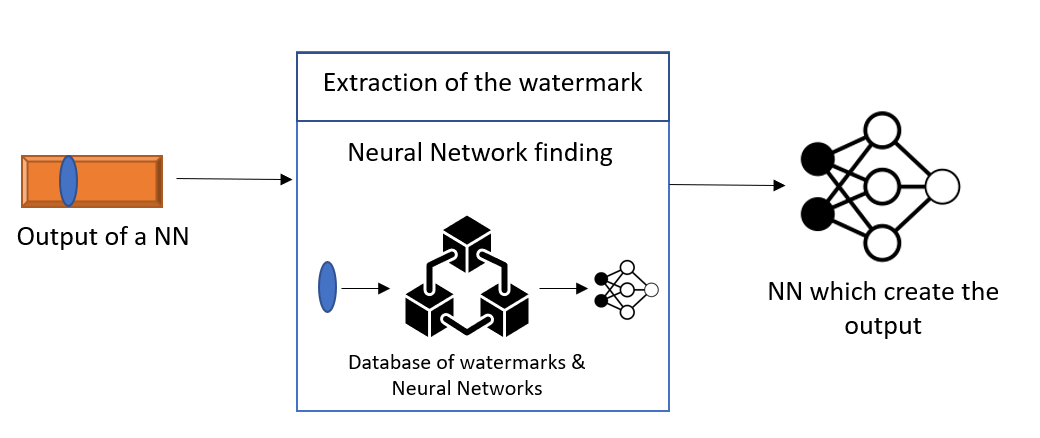 Extraction of the watermark
Neural Network finding
Output of a NN
Database of watermarks &
Neural Networks
NN which create the
output